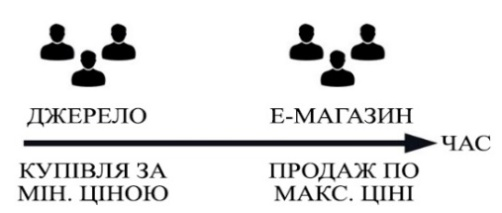 ДЖЕРЕЛО
Е-МАГАЗИН
ЧАС
КУПІВЛЯ ЗА
МІН. ЦІНОЮ
ПРОДАЖ ПО
МАКС. ЦІНІ